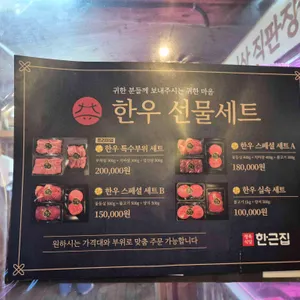 귀한 분들께 보내주시는 귀한 마음
한우 선물세트
한우 특수부위 세트
200,000원
한우 스페셜 세트 A
180,000원
한우 스페셜 세트 B
150,000원
한우 실속 세트
100,000원
원하시는 가격대와 부위로 맞춤 주문 가능합니다
한근집